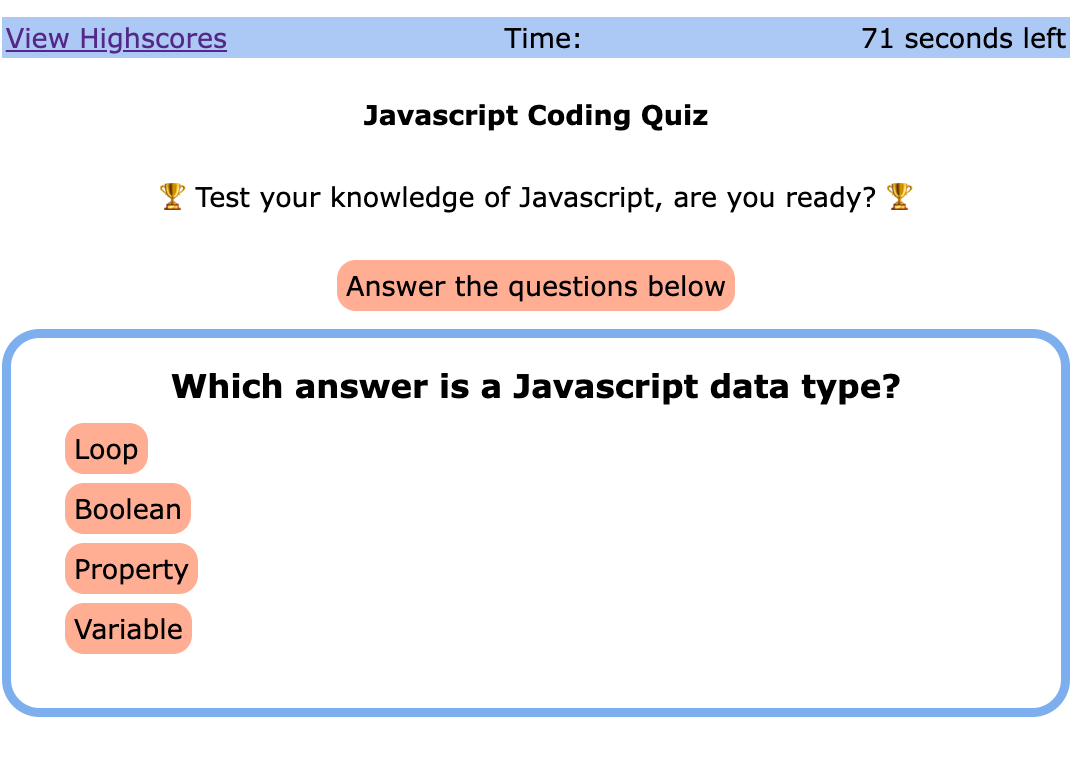 View Highscores Time: 71 seconds left
Javascript Coding Quiz
🏆 Test your knowledge of Javascript, are you ready? 🏆
Answer the questions below
Which answer is a Javascript data type?
Loop
Boolean
Property
Variable